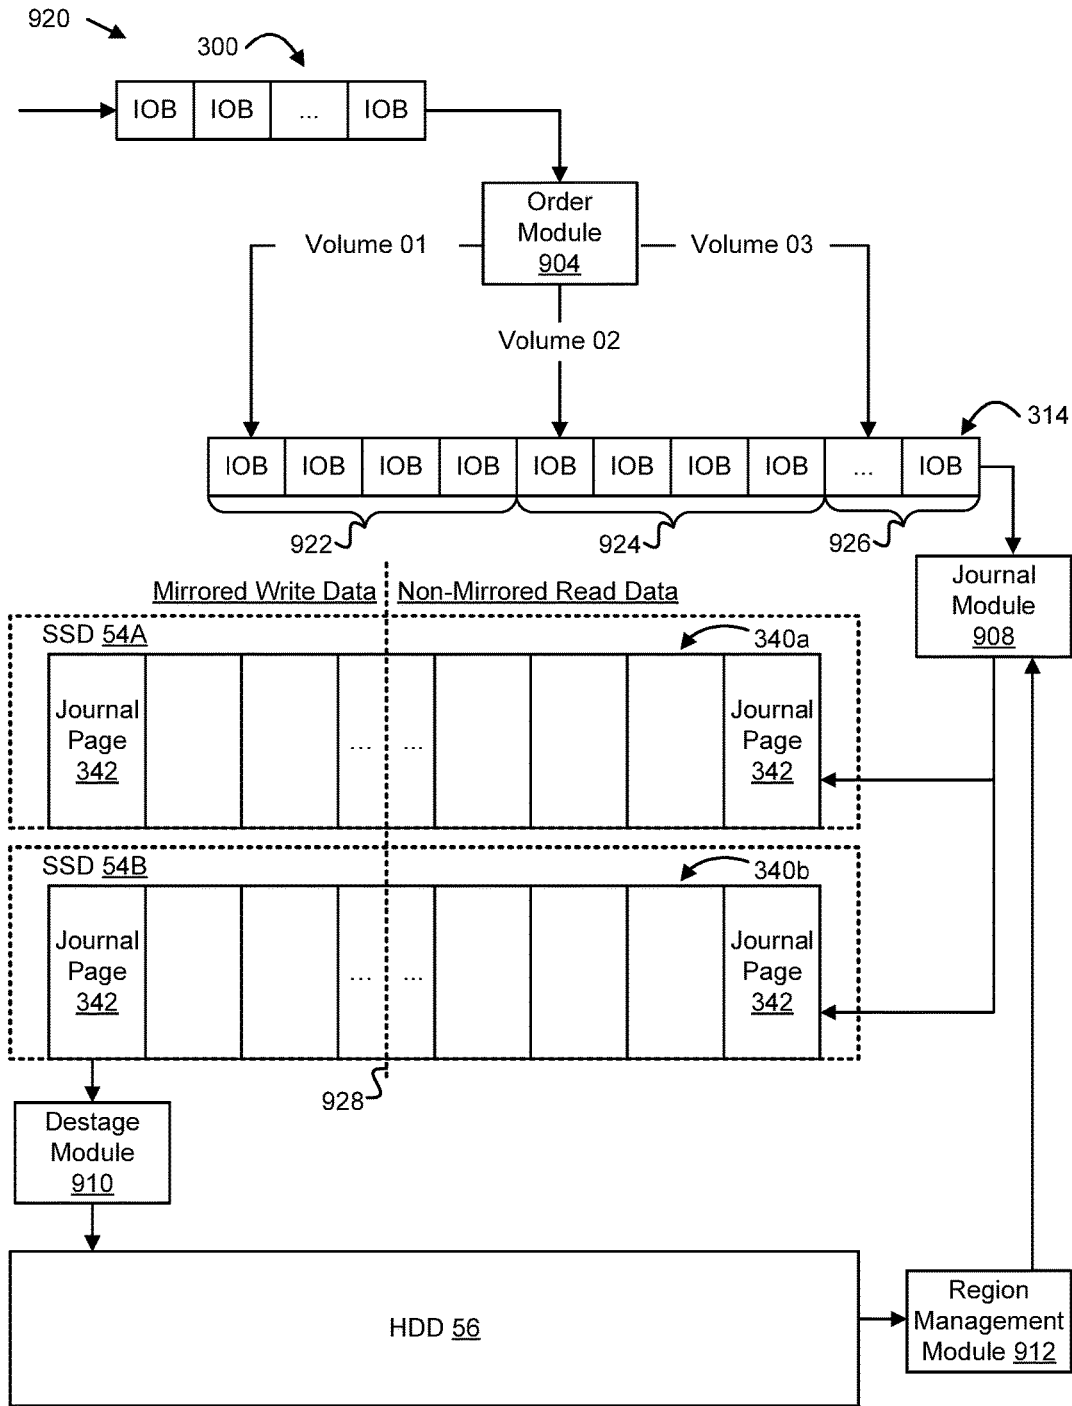 920
300
IOB IOB ... IOB
Order
Module
904
Volume 01
Volume 03
Volume 02
314
IOB IOB IOB IOB IOB IOB IOB IOB ... IOB
922
924
926
Journal
Module
908
Mirrored Write Data
Non-Mirrored Read Data
SSD 54A
340a
Journal
Page
342
... ...
Journal
Page
342
SSD 54B
340b
Journal
Page
342
... ...
Journal
Page
342
928
Destage
Module
910
HDD 56
Region
Management
Module 912